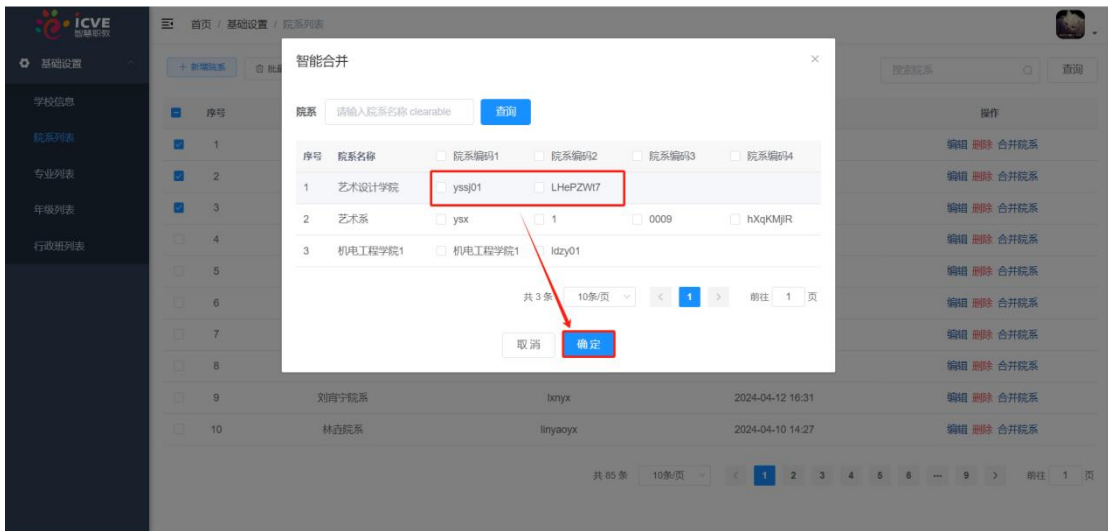 iCVE
智慧职教
首页 / 基础设置 / 院系列表
基础设置
学校信息
院系列表
专业列表
年级列表
行政班列表
+ 新增院系
搜索院系
查询
序号
操作
智能合并
院系 请输入院系名称 clearable 查询
序号 院系名称 院系编码1 院系编码2 院系编码3 院系编码4
1 艺术设计学院 yssj01 LHePZWt7
2 艺术系 ysx 1 0009 hXqKMjIR
3 机电工程学院1 机电工程学院1 ldzy01
共 3 条 10条/页 < 1 > 前往 1 页
取消 确定
1 编辑 删除 合并院系
2 编辑 删除 合并院系
3 编辑 删除 合并院系
4 编辑 删除 合并院系
5 编辑 删除 合并院系
6 编辑 删除 合并院系
7 编辑 删除 合并院系
8 编辑 删除 合并院系
9 刘肖宁院系 lxnyx 2024-04-12 16:31 编辑 删除 合并院系
10 林垚院系 linyaoyx 2024-04-10 14:27 编辑 删除 合并院系
共 85 条 10条/页 < 1 2 3 4 5 6 ... 9 > 前往 1 页